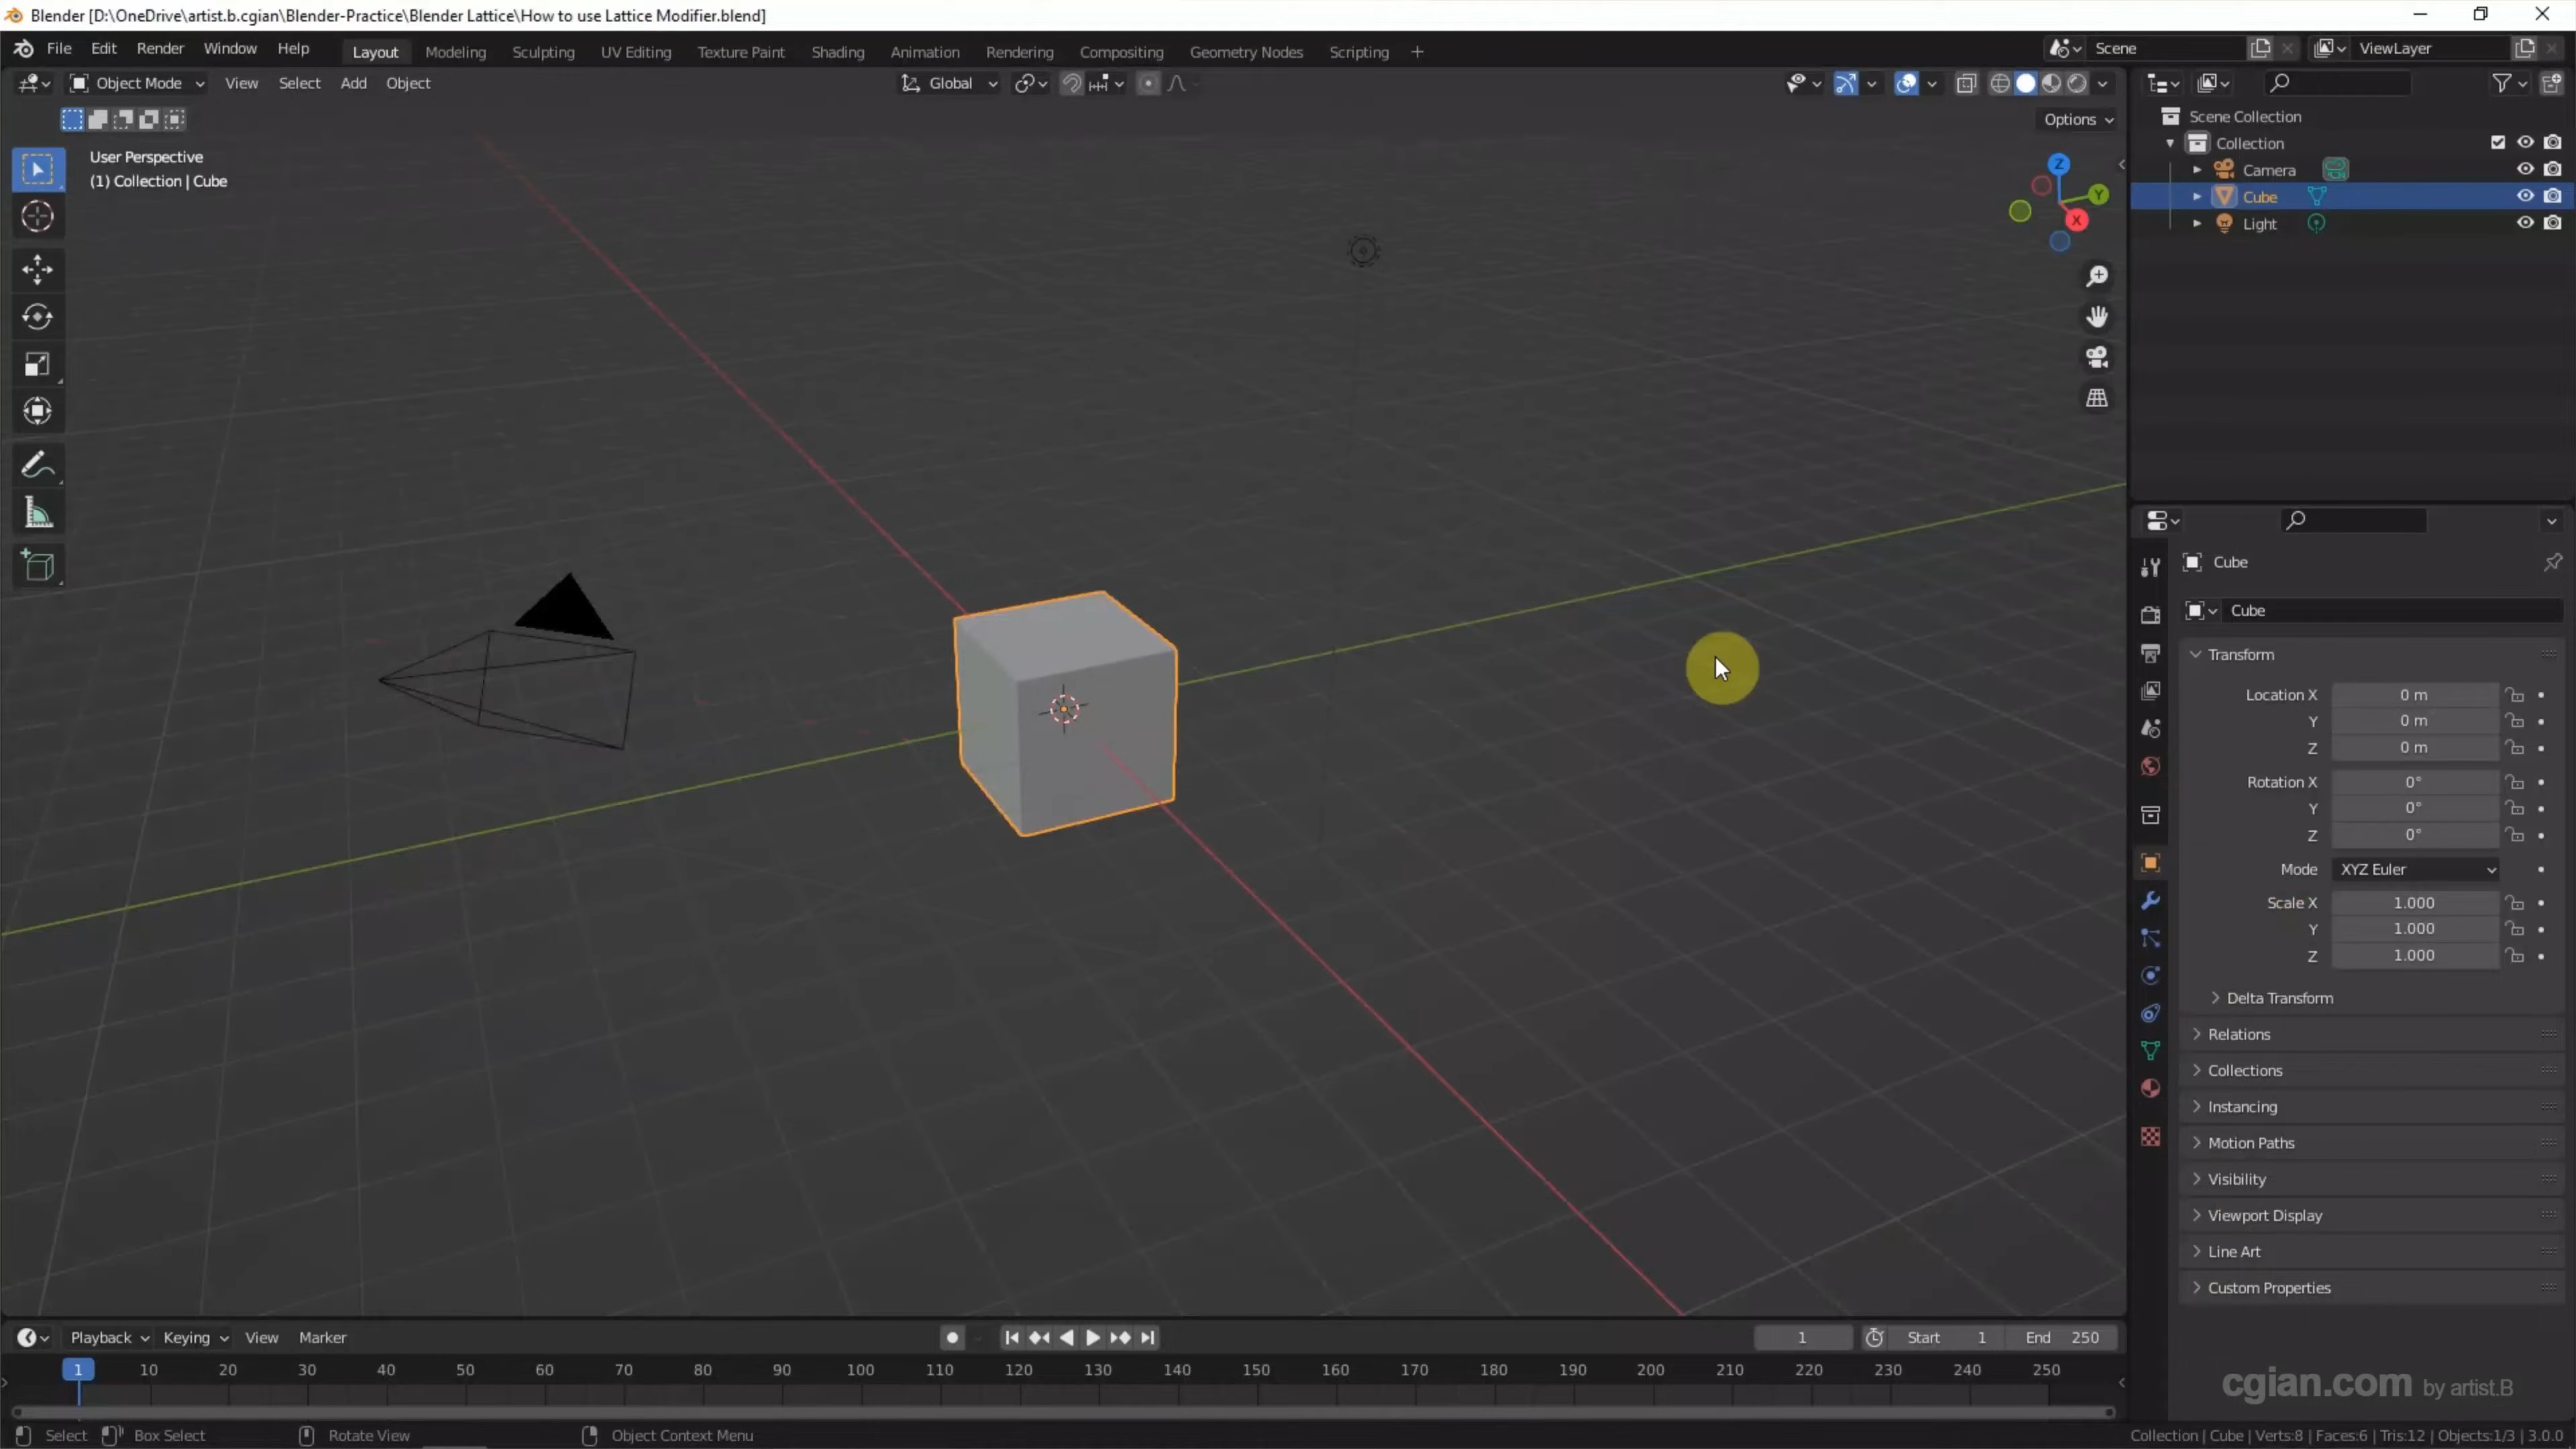 Blender [D:\OneDrive\artist.b.cgian\Blender-Practice\Blender Lattice\How to use Lattice Modifier.blend]
File Edit Render Window Help Layout Modeling Sculpting UV Editing Texture Paint Shading Animation Rendering Compositing Geometry Nodes Scripting + Scene ViewLayer
Object Mode View Select Add Object Global
Options
User Perspective
(1) Collection | Cube
Z
Y
X
Scene Collection
Collection
Camera
Cube
Light
Cube
Cube
Transform
Location X 0 m
Y 0 m
Z 0 m
Rotation X 0°
Y 0°
Z 0°
Mode XYZ Euler
Scale X 1.000
Y 1.000
Z 1.000
Delta Transform
Relations
Collections
Instancing
Motion Paths
Visibility
Viewport Display
Line Art
Custom Properties
Playback Keying View Marker 1 Start 1 End 250
1 10 20 30 40 50 60 70 80 90 100 110 120 130 140 150 160 170 180 190 200 210 220 230 240 250
cgian.com by artist.B
Select Box Select Rotate View Object Context Menu Collection | Cube | Verts:8 | Faces:6 | Tris:12 | Objects:1/3 | 3.0.0